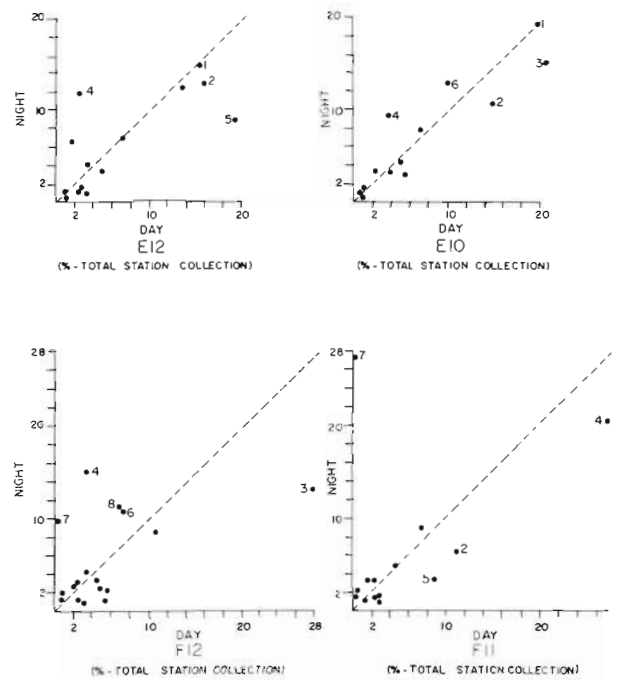 20
10
2
NIGHT
1
2
4
5
2 10 20
DAY
E12
(%-TOTAL STATION COLLECTION)
20
10
2
NIGHT
1
3
6
2
4
2 10 20
DAY
E10
(%-TOTAL STATION COLLECTION)
28
20
10
2
NIGHT
4
3
8
6
7
2 10 20 28
DAY
F12
(%-TOTAL STATION COLLECTION)
28
20
10
2
NIGHT
7
4
2
5
2 10 20
DAY
F11
(%-TOTAL STATION COLLECTION)